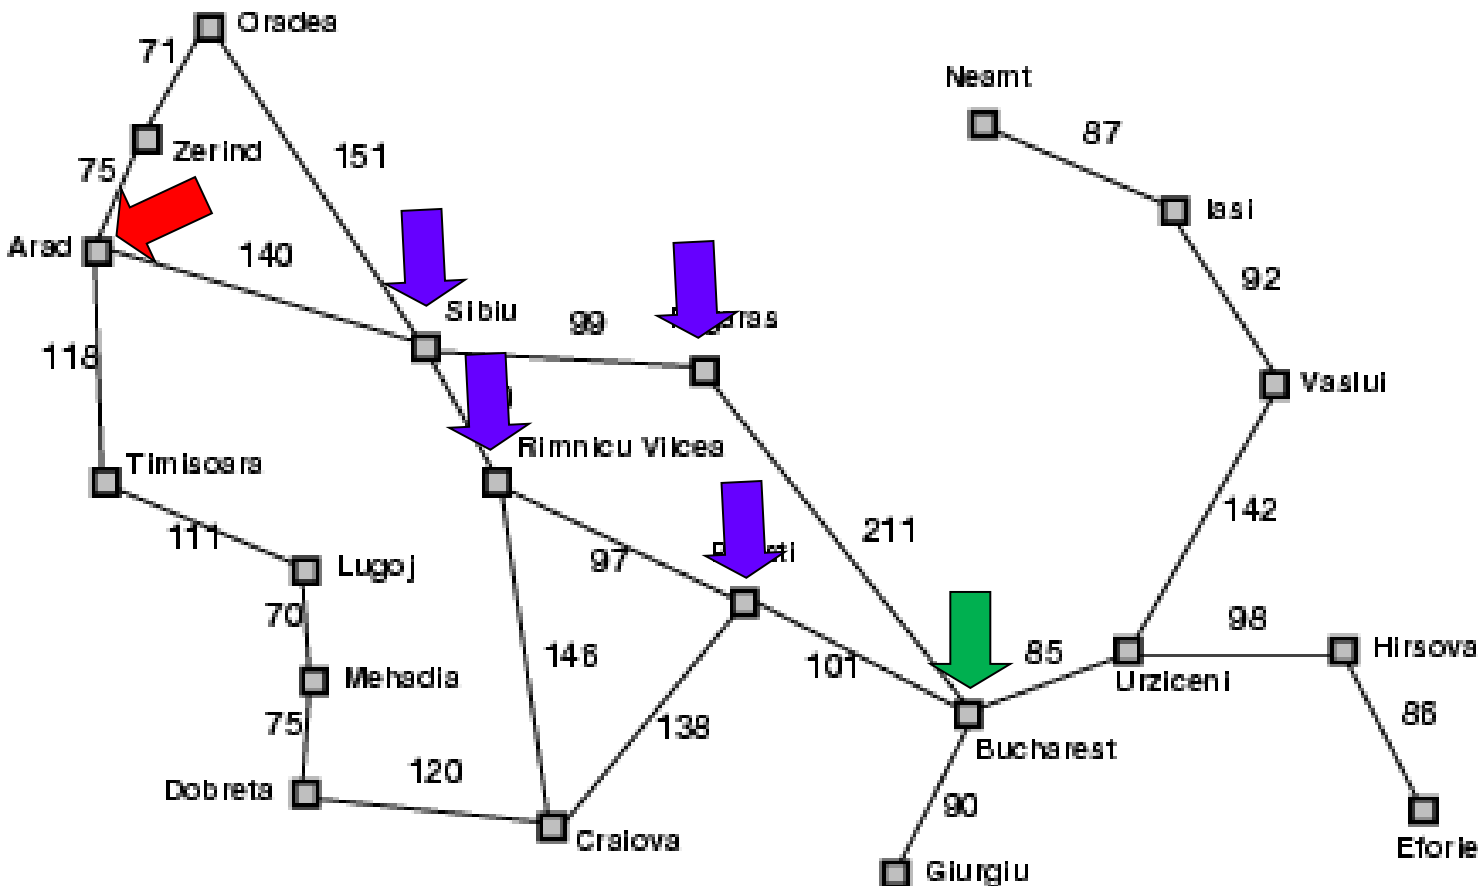 Oradea
71
Neamt
87
Zerind
151
75
Iasi
Arad
140
92
Sibiu
99
118
Vaslui
Rimnicu Vilcea
Timisoara
142
111
211
97
Lugoj
70
98
Hirsova
146
85
101
Mehadia
Urziceni
86
75
138
Bucharest
120
Dobreta
90
Craiova
Eforie
Giurgiu